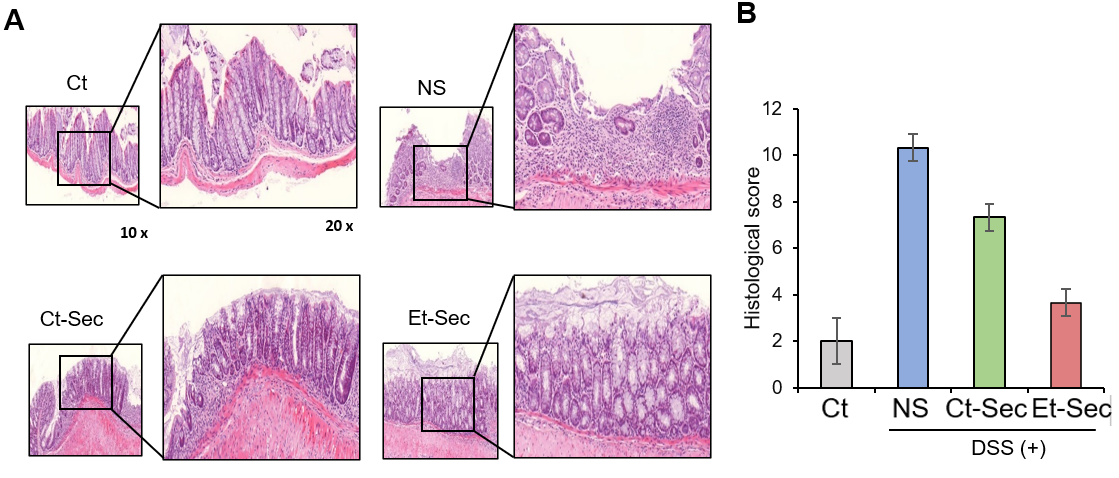 A
Ct
NS
10 x
20 x
Ct-Sec
Et-Sec
B
Histological score
12
10
8
6
4
2
0
Ct
NS
Ct-Sec
Et-Sec
DSS (+)